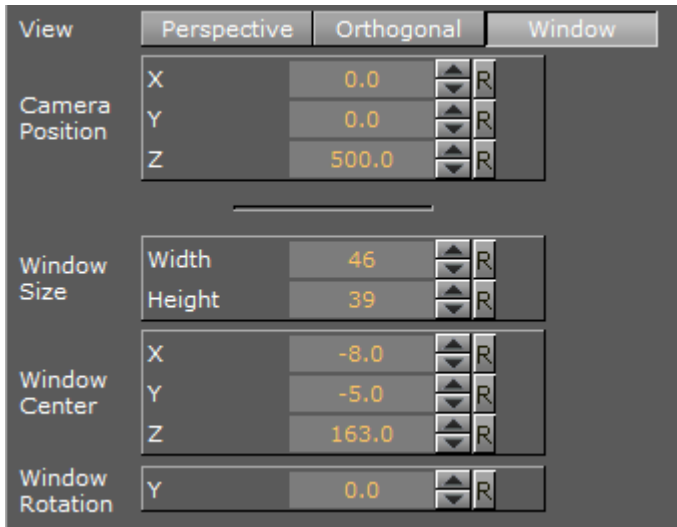 View Perspective Orthogonal Window
Camera Position
X 0.0 R
Y 0.0 R
Z 500.0 R
Window Size
Width 46 R
Height 39 R
Window Center
X -8.0 R
Y -5.0 R
Z 163.0 R
Window Rotation
Y 0.0 R